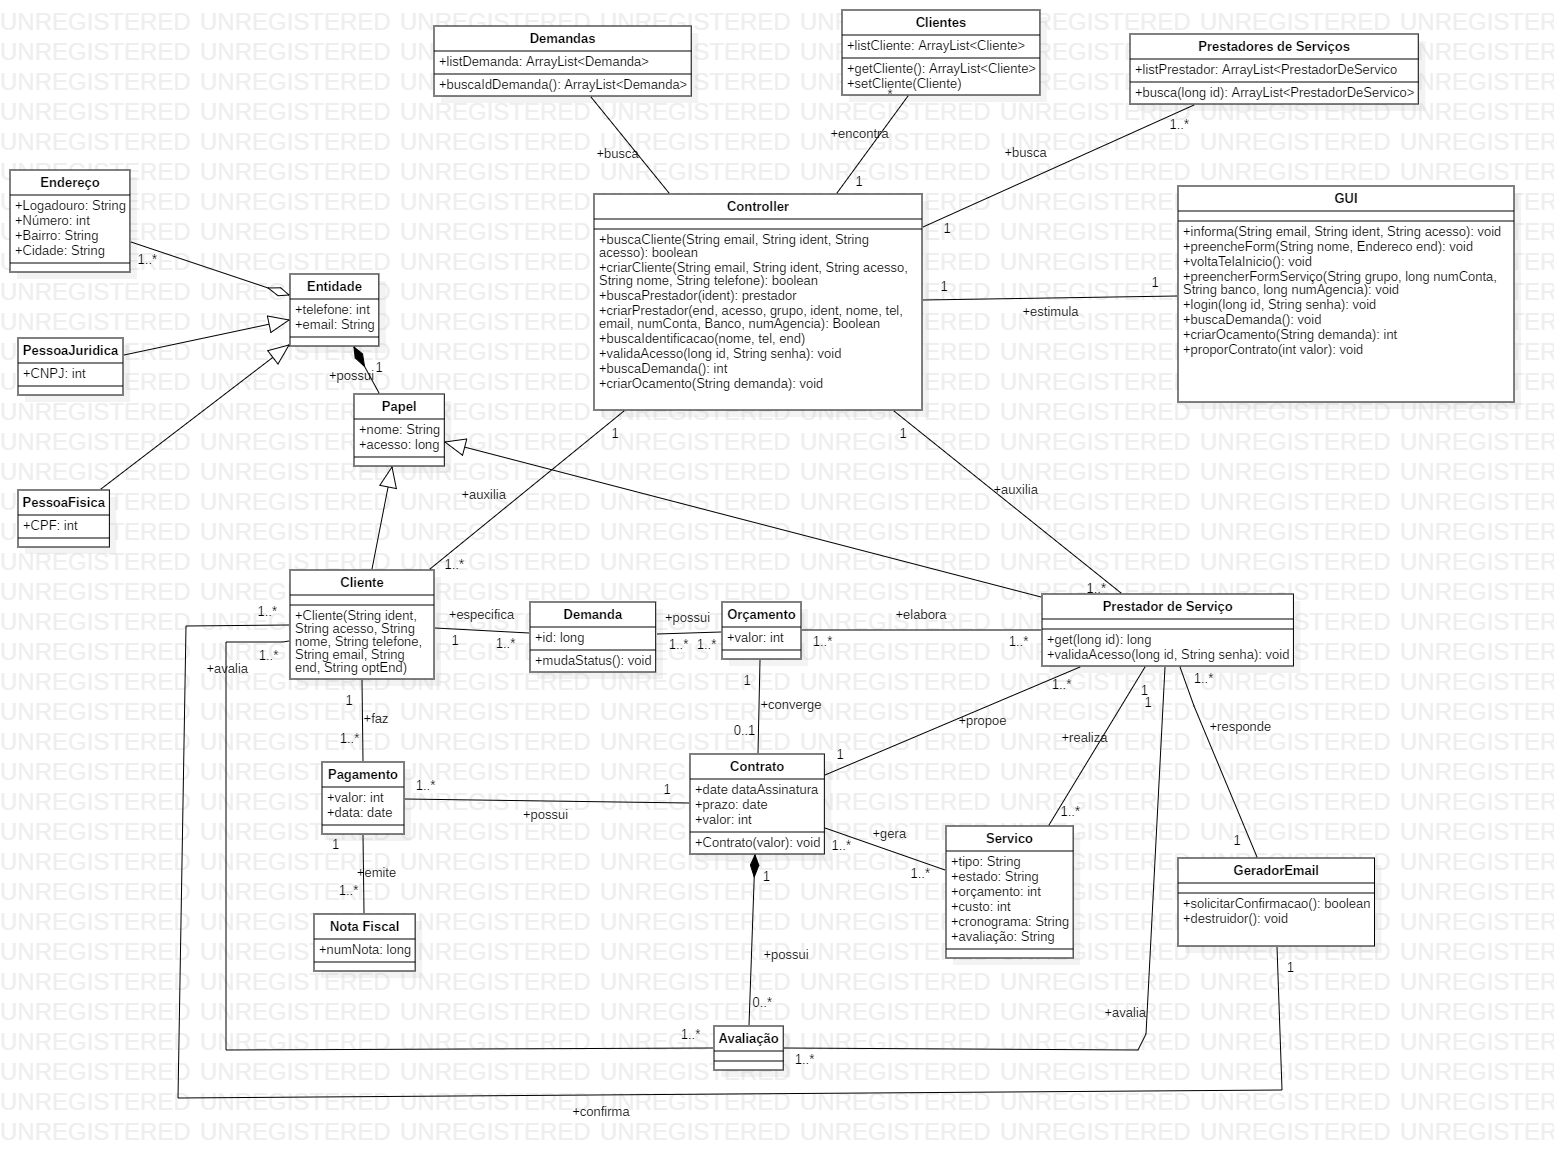 Demandas
+listDemanda: ArrayList<Demanda>
+buscaIdDemanda(): ArrayList<Demanda>
Clientes
+listCliente: ArrayList<Cliente>
+getCliente(): ArrayList<Cliente>
+setCliente(Cliente)
*
Prestadores de Serviços
+listPrestador: ArrayList<PrestadorDeServico
+busca(long id): ArrayList<PrestadorDeServico>
1..*
+busca
+encontra
1
+busca
1
Endereço
+Logadouro: String
+Número: int
+Bairro: String
+Cidade: String
1..*
Entidade
+telefone: int
+email: String
PessoaJuridica
+CNPJ: int
+possui
1
Papel
+nome: String
+acesso: long
PessoaFisica
+CPF: int
Controller
+buscaCliente(String email, String ident, String
acesso): boolean
+criarCliente(String email, String ident, String acesso,
String nome, String telefone): boolean
+buscaPrestador(ident): prestador
+criarPrestador(end, acesso, grupo, ident, nome, tel,
email, numConta, Banco, numAgencia): Boolean
+buscaIdentificacao(nome, tel, end)
+validaAcesso(long id, String senha): void
+buscaDemanda(): int
+criarOcamento(String demanda): void
1
1
+estimula
GUI
+informa(String email, String ident, String acesso): void
+preencheForm(String nome, Endereco end): void
+voltaTelaInicio(): void
+preencherFormServiço(String grupo, long numConta,
String banco, long numAgencia): void
+login(long id, String senha): void
+buscaDemanda(): void
+criarOcamento(String demanda): int
+proporContrato(int valor): void
1
+auxilia
1..*
1
+auxilia
1..*
Cliente
+Cliente(String ident,
String acesso, String
nome, String telefone,
String email, String
end, String optEnd)
1..*
1..*
+avalia
+especifica
1
1..*
Demanda
+id: long
+mudaStatus(): void
+possui
1..*
1..*
Orçamento
+valor: int
+elabora
1..*
1..*
Prestador de Serviço
+get(long id): long
+validaAcesso(long id, String senha): void
1
+faz
1..*
1
+converge
0..1
1..*
+propoe
1
1
1
+realiza
1..*
1..*
+responde
1
Pagamento
+valor: int
+data: date
1..*
1
+possui
Contrato
+date dataAssinatura
+prazo: date
+valor: int
+Contrato(valor): void
+gera
1..*
1..*
Servico
+tipo: String
+estado: String
+orçamento: int
+custo: int
+cronograma: String
+avaliação: String
GeradorEmail
+solicitarConfirmacao(): boolean
+destruidor(): void
1
+emite
1..*
Nota Fiscal
+numNota: long
1
+possui
0..*
1
+avalia
1..*
Avaliação
1..*
+confirma
UNREGISTERED UNREGISTERED UNREGISTERED UNREGISTERED UNREGISTERED UNREGISTERED UNREGISTERED